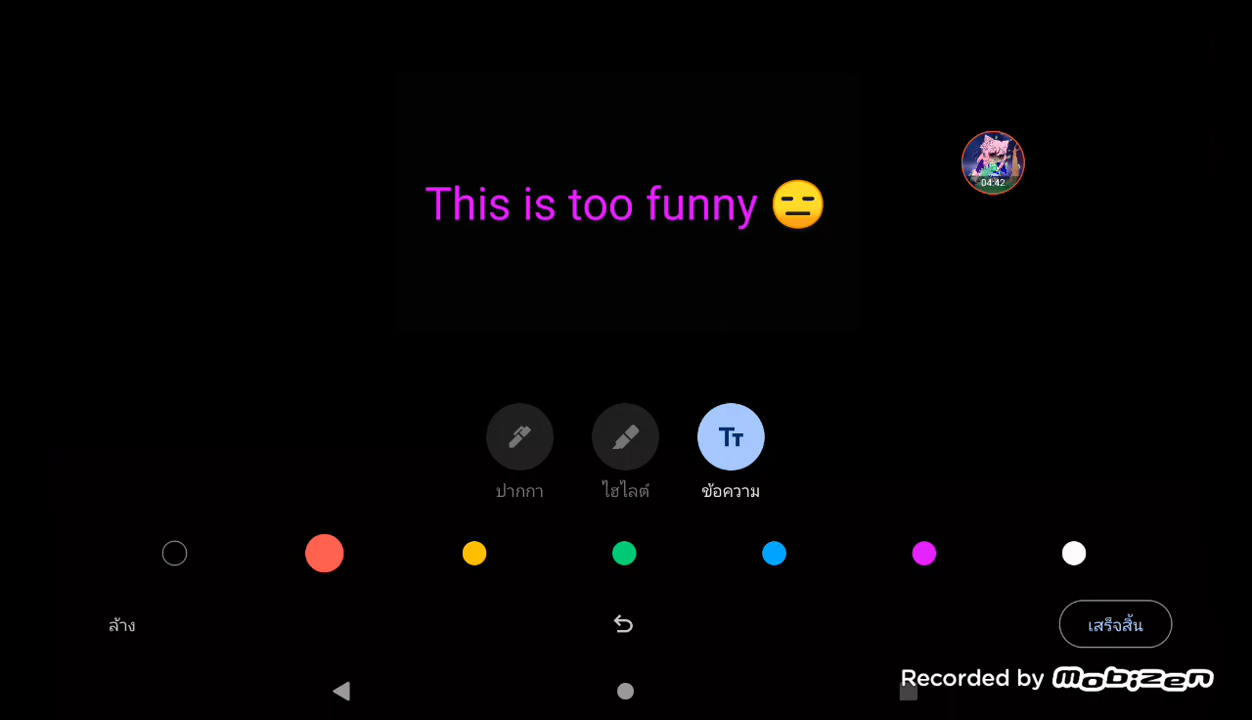 This is too funny 😑
04:42
ปากกา ไฮไลต์ ข้อความ
ล้าง เสร็จสิ้น
Recorded by mobizen